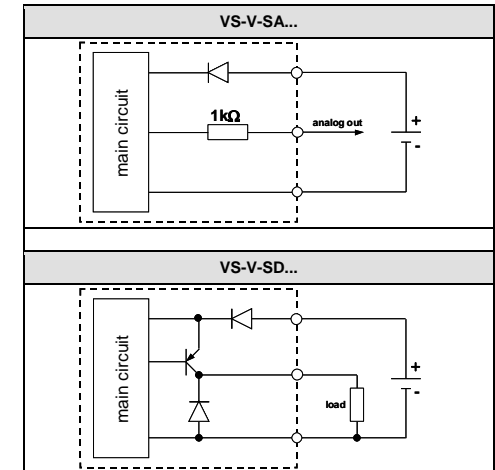 VS-V-SA...
main circuit
1kΩ
analog out
+
-
VS-V-SD...
main circuit
load
+
-